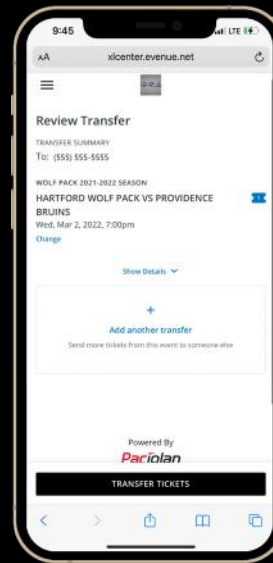 9:45
LTE
AA
xlcenter.evenue.net
Review Transfer
TRANSFER SUMMARY
To: (555) 555-5555
WOLF PACK 2021-2022 SEASON
HARTFORD WOLF PACK VS PROVIDENCE
BRUINS
1
Wed, Mar 2, 2022, 7:00pm
Change
Show Details
Add another transfer
Send more tickets from this event to someone else
Powered By
Paciolan
TRANSFER TICKETS